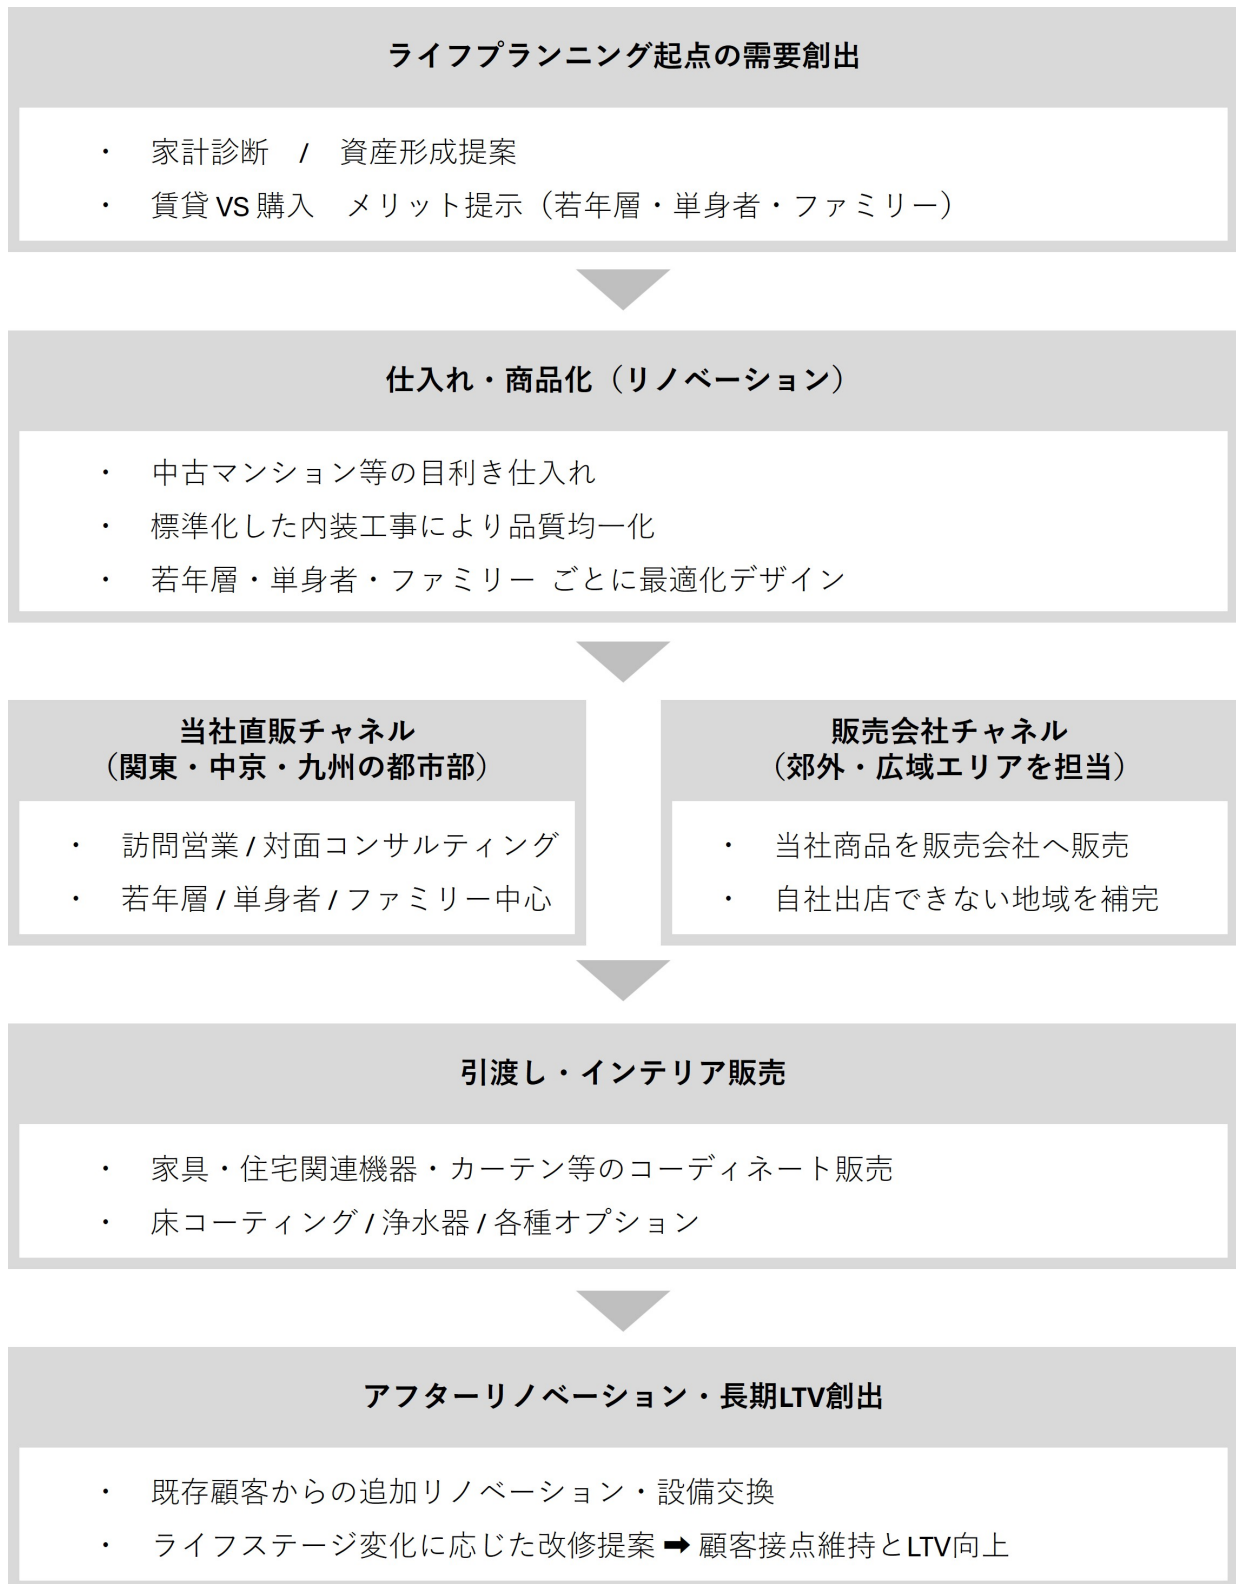 ライフプランニング起点の需要創出
・ 家計診断 / 資産形成提案
・ 賃貸 VS 購入 メリット提示（若年層・単身者・ファミリー）
仕入れ・商品化（リノベーション）
・ 中古マンション等の目利き仕入れ
・ 標準化した内装工事により品質均一化
・ 若年層・単身者・ファミリー ごとに最適化デザイン
当社直販チャネル
（関東・中京・九州の都市部）
・ 訪問営業 / 対面コンサルティング
・ 若年層 / 単身者 / ファミリー中心
販売会社チャネル
（郊外・広域エリアを担当）
・ 当社商品を販売会社へ販売
・ 自社出店できない地域を補完
引渡し・インテリア販売
・ 家具・住宅関連機器・カーテン等のコーディネート販売
・ 床コーティング / 浄水器 / 各種オプション
アフターリノベーション・長期LTV創出
・ 既存顧客からの追加リノベーション・設備交換
・ ライフステージ変化に応じた改修提案 ➡ 顧客接点維持とLTV向上